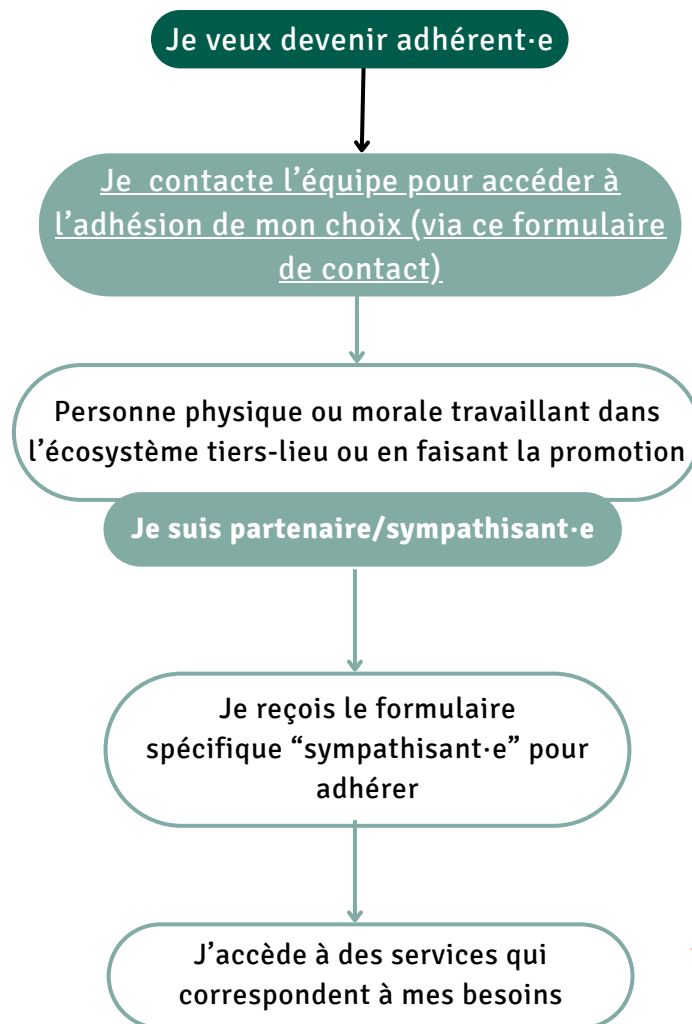 Je veux devenir adhérent·e
Je contacte l’équipe pour accéder à
l’adhésion de mon choix (via ce formulaire
de contact)
Personne physique ou morale travaillant dans
l’écosystème tiers-lieu ou en faisant la promotion
Je suis partenaire/sympathisant·e
Je reçois le formulaire
spécifique “sympathisant·e” pour
adhérer
J’accède à des services qui
correspondent à mes besoins